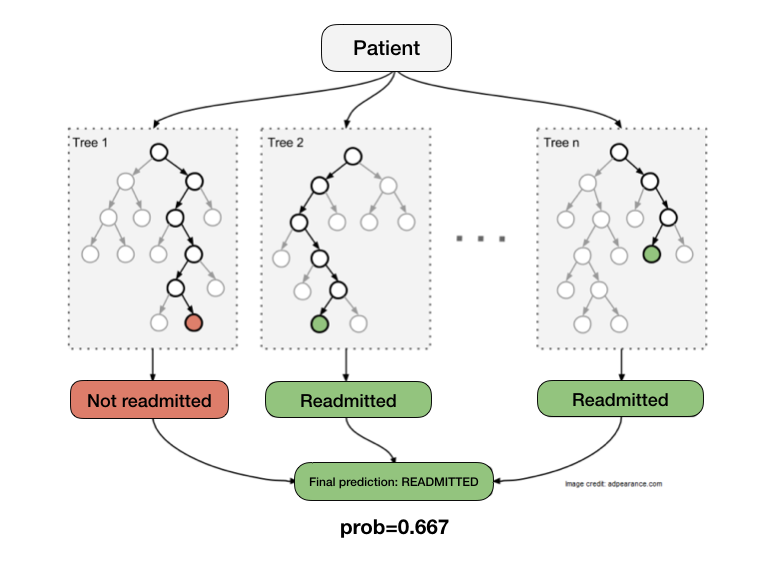 Patient
Tree 1
Tree 2
Tree n
Not readmitted
Readmitted
Readmitted
Final prediction: READMITTED
Image credit: adpearance.com
prob=0.667